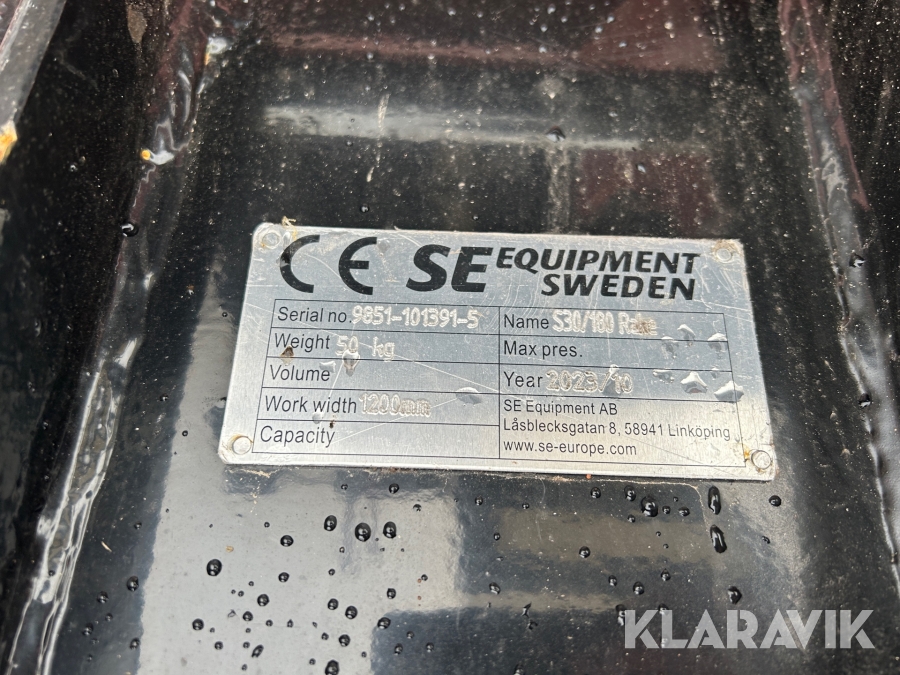 CE SE EQUIPMENT SWEDEN
Serial no. 9851-101391-5
Weight 50 kg
Volume
Work width 1200mm
Capacity
Name S30/180 Rake
Max pres.
Year 2023/10
SE Equipment AB
Låsblecksgatan 8, 58941 Linköping
www.se-europe.com
KLARAVIK